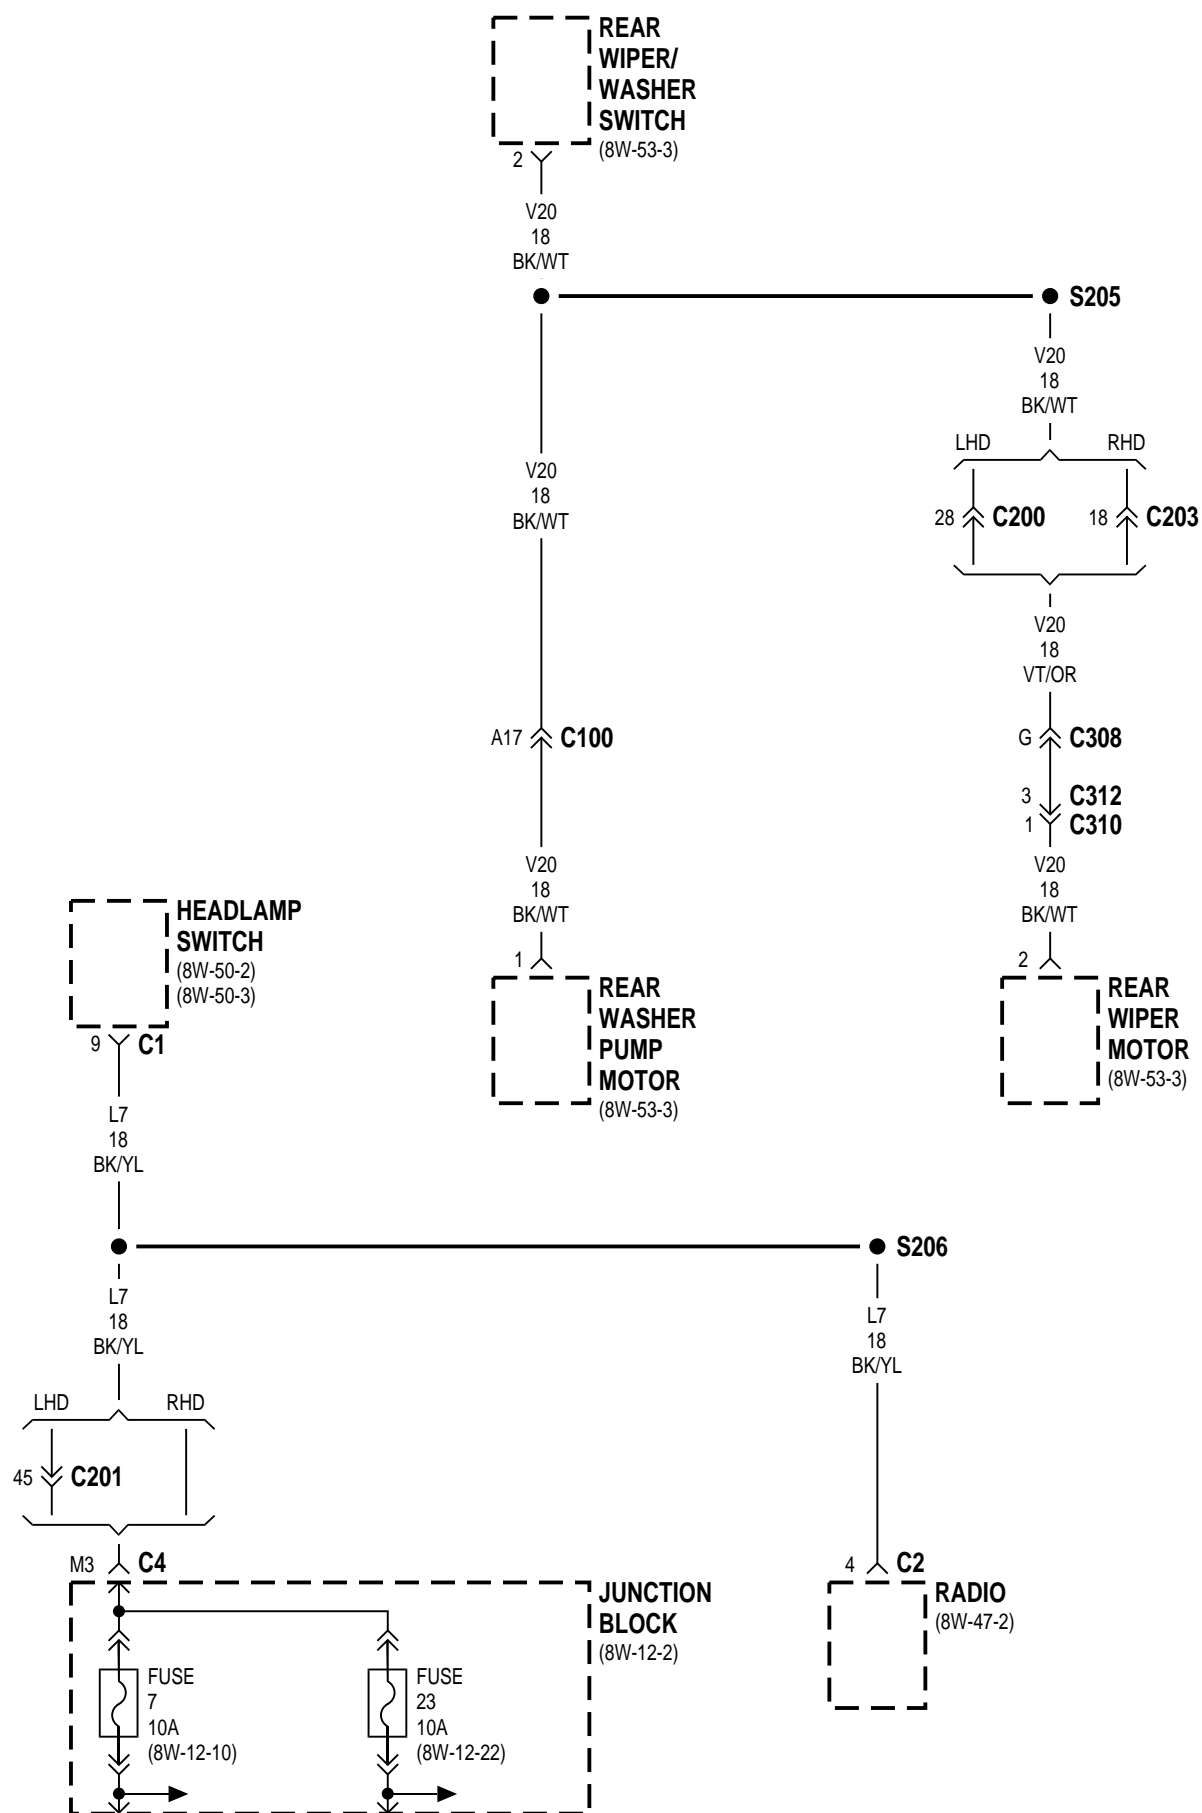 REAR
WIPER/
WASHER
SWITCH
(8W-53-3)
2
V20
18
BK/WT
S205
V20
18
BK/WT
LHD
RHD
28
C200
18
C203
V20
18
BK/WT
V20
18
VT/OR
A17
C100
G
C308
3
C312
1
C310
V20
18
BK/WT
V20
18
BK/WT
1
REAR
WASHER
PUMP
MOTOR
(8W-53-3)
2
REAR
WIPER
MOTOR
(8W-53-3)
HEADLAMP
SWITCH
(8W-50-2)
(8W-50-3)
9
C1
L7
18
BK/YL
S206
L7
18
BK/YL
L7
18
BK/YL
LHD
RHD
45
C201
M3
C4
JUNCTION
BLOCK
(8W-12-2)
FUSE
7
10A
(8W-12-10)
FUSE
23
10A
(8W-12-22)
4
C2
RADIO
(8W-47-2)